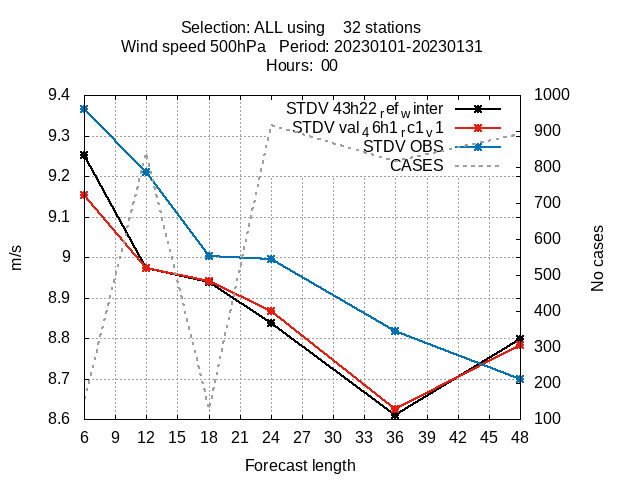 Selection: ALL using    32 stations
Wind speed 500hPa   Period: 20230101-20230131
Hours:  00
STDV 43h22ref_winter
STDV val46h1rc1v1
STDV OBS
CASES
9.4
9.3
9.2
9.1
9
8.9
8.8
8.7
8.6
m/s
1000
900
800
700
600
500
400
300
200
100
No cases
6 9 12 15 18 21 24 27 30 33 36 39 42 45 48
Forecast length